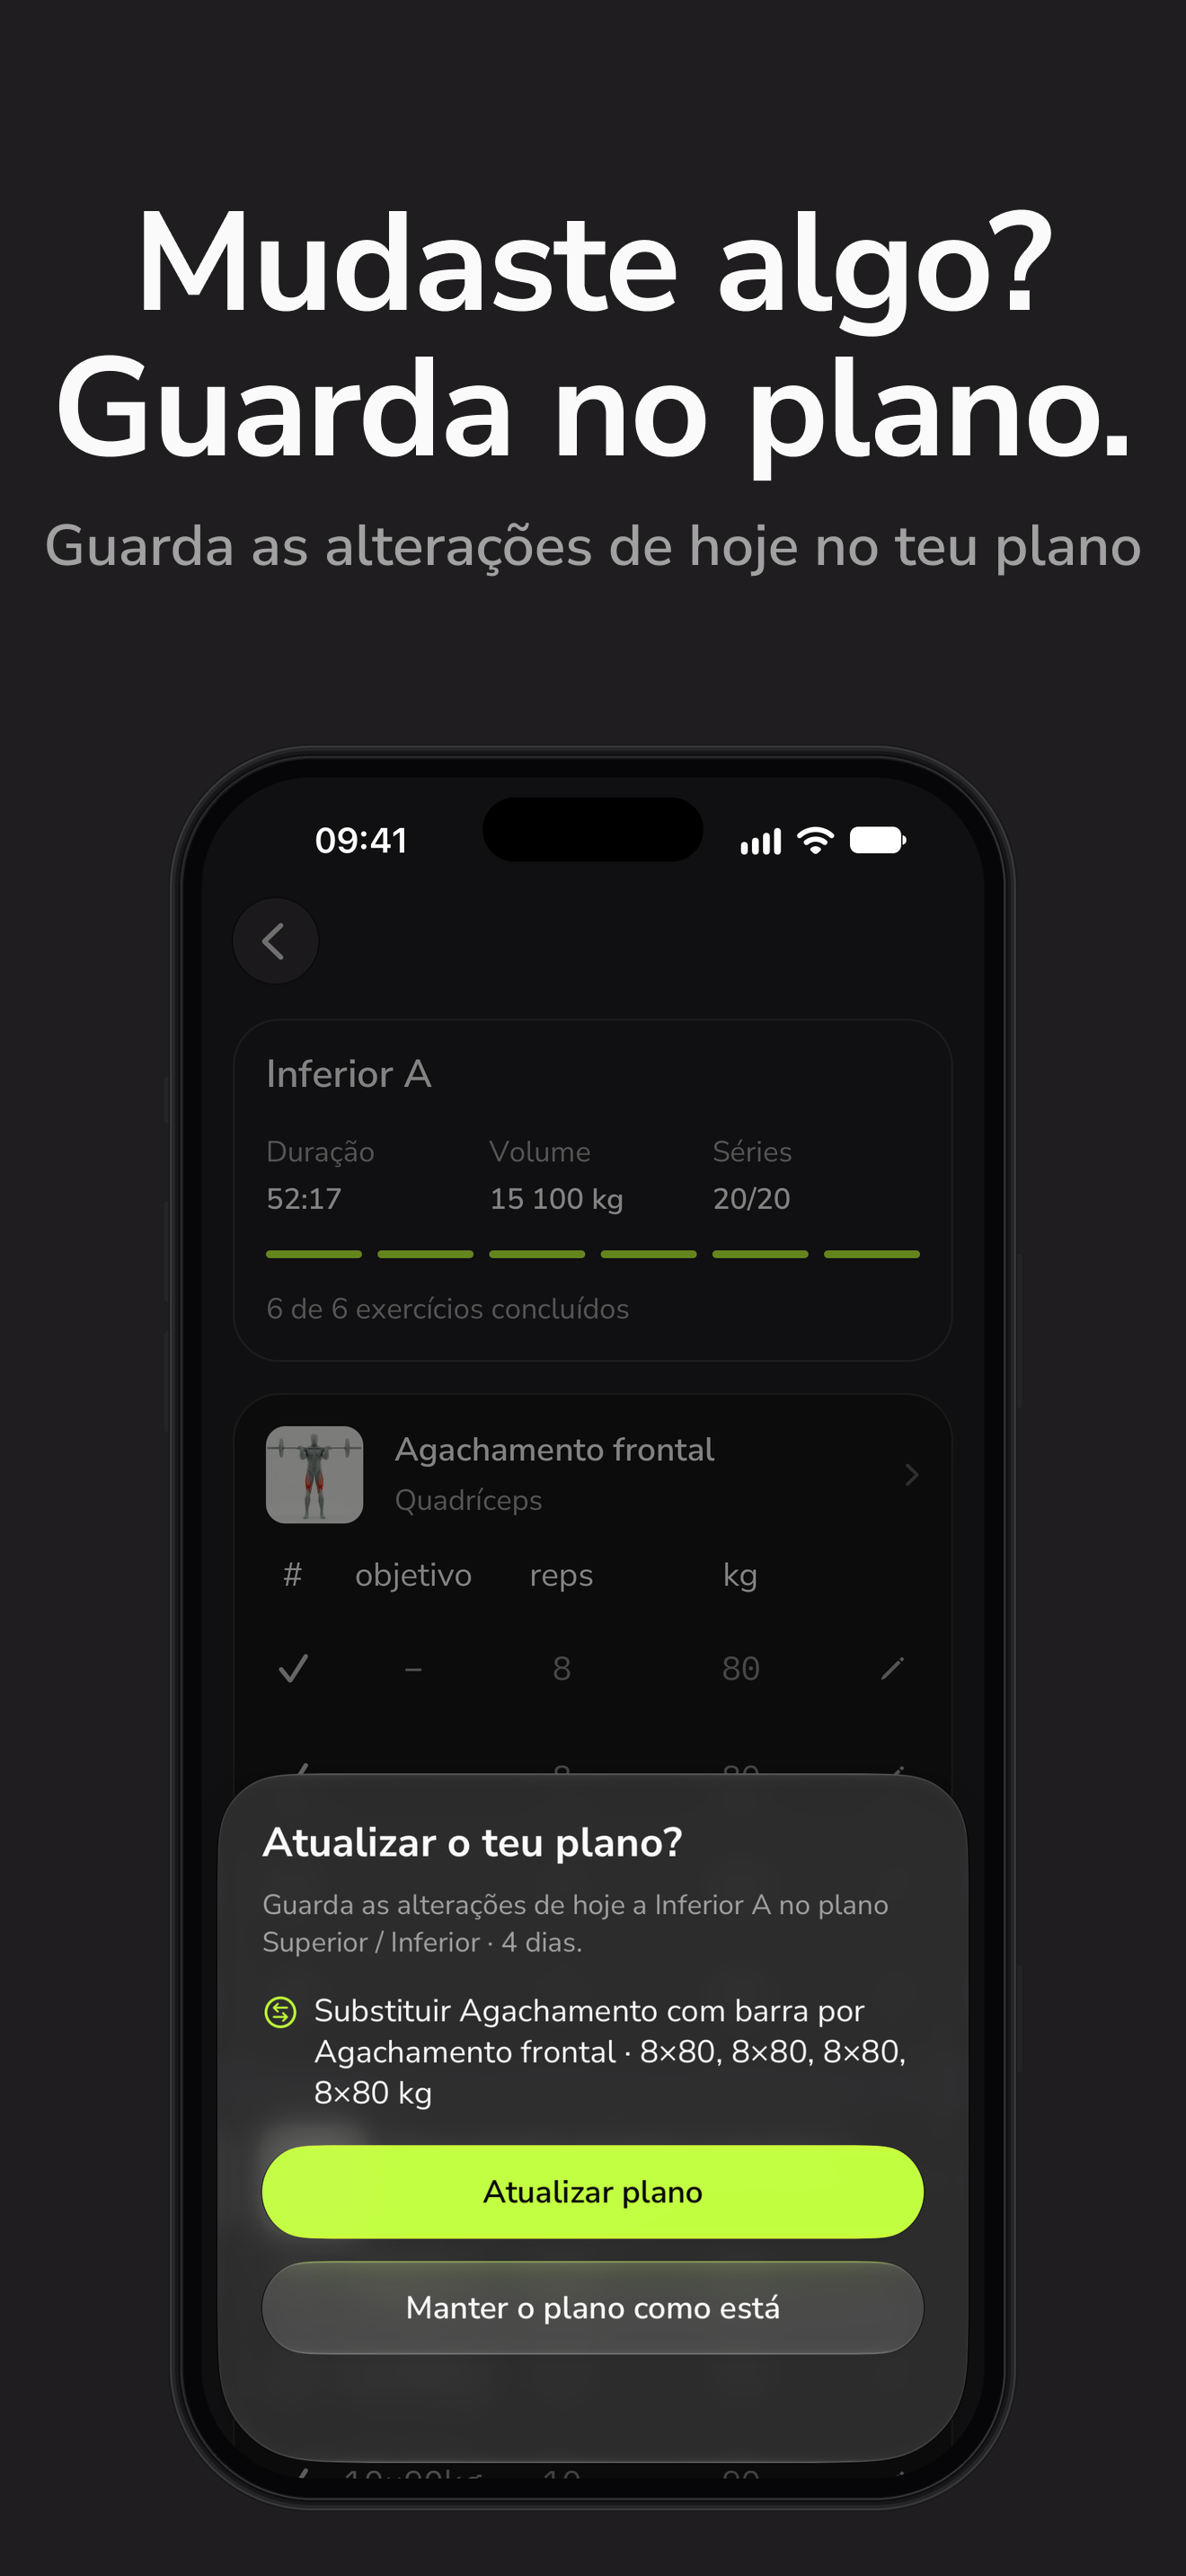 Mudaste algo?
Guarda no plano.
Guarda as alterações de hoje no teu plano
09:41
Inferior A
Duração Volume Séries
52:17 15 100 kg 20/20
6 de 6 exercícios concluídos
Agachamento frontal
Quadríceps
# objetivo reps kg
– 8 80
Atualizar o teu plano?
Guarda as alterações de hoje a Inferior A no plano
Superior / Inferior · 4 dias.
Substituir Agachamento com barra por
Agachamento frontal · 8×80, 8×80, 8×80,
8×80 kg
Atualizar plano
Manter o plano como está